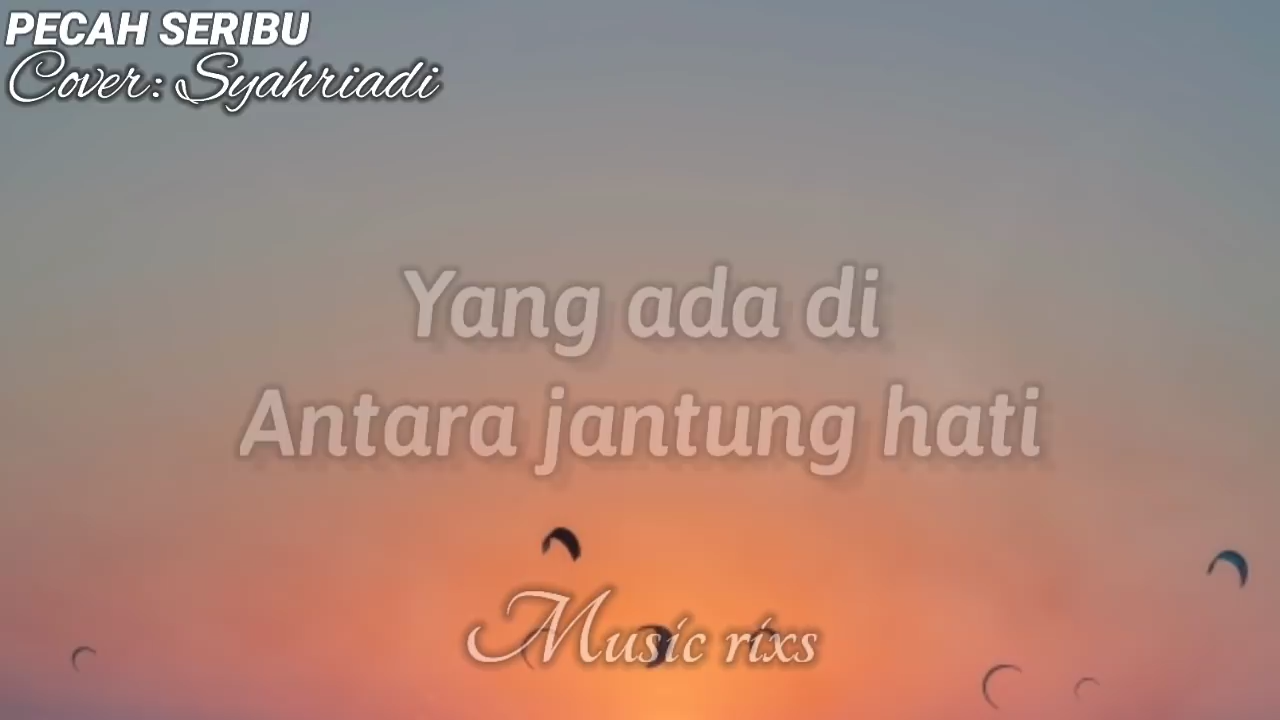 PECAH SERIBU
Cover: Syahriadi
Yang ada di
Antara jantung hati
Music rixs